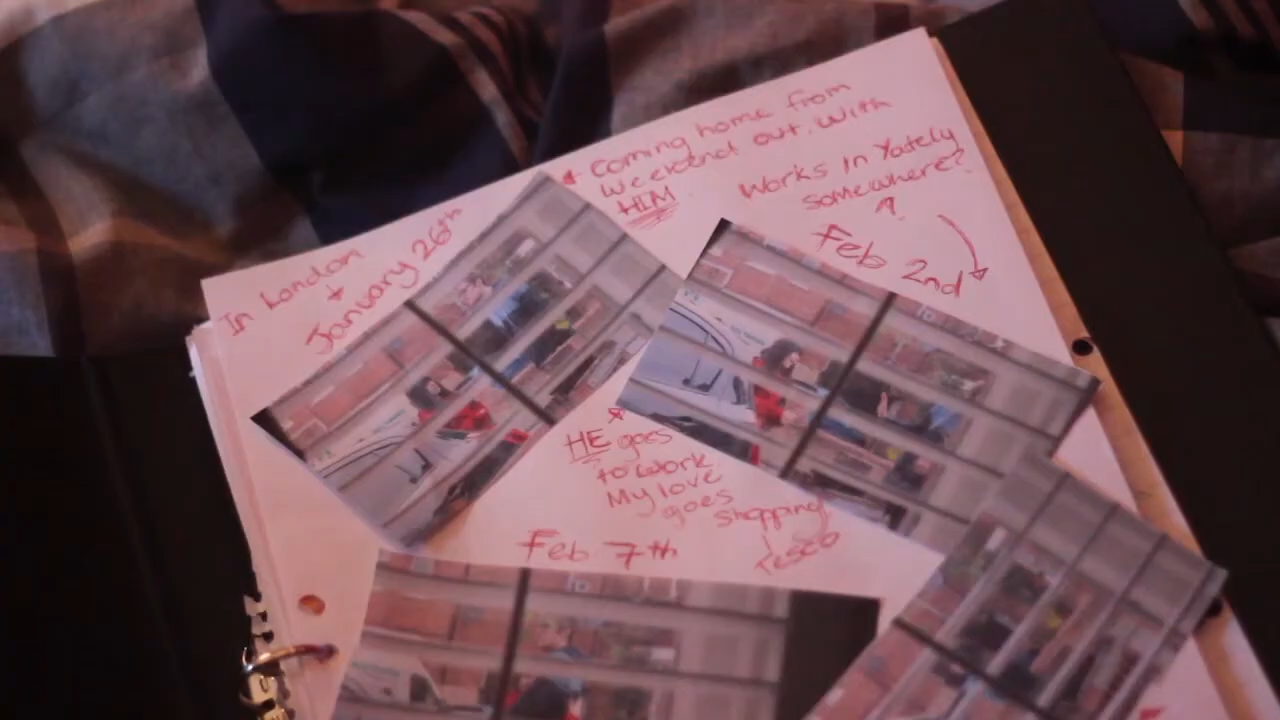 In London
+
January 26th
Coming home from
Weekend out. With
HIM
Works in Yately
somewhere?
Feb 2nd
HE goes
to work
My love
goes
shopping
Tesco
Feb 7th